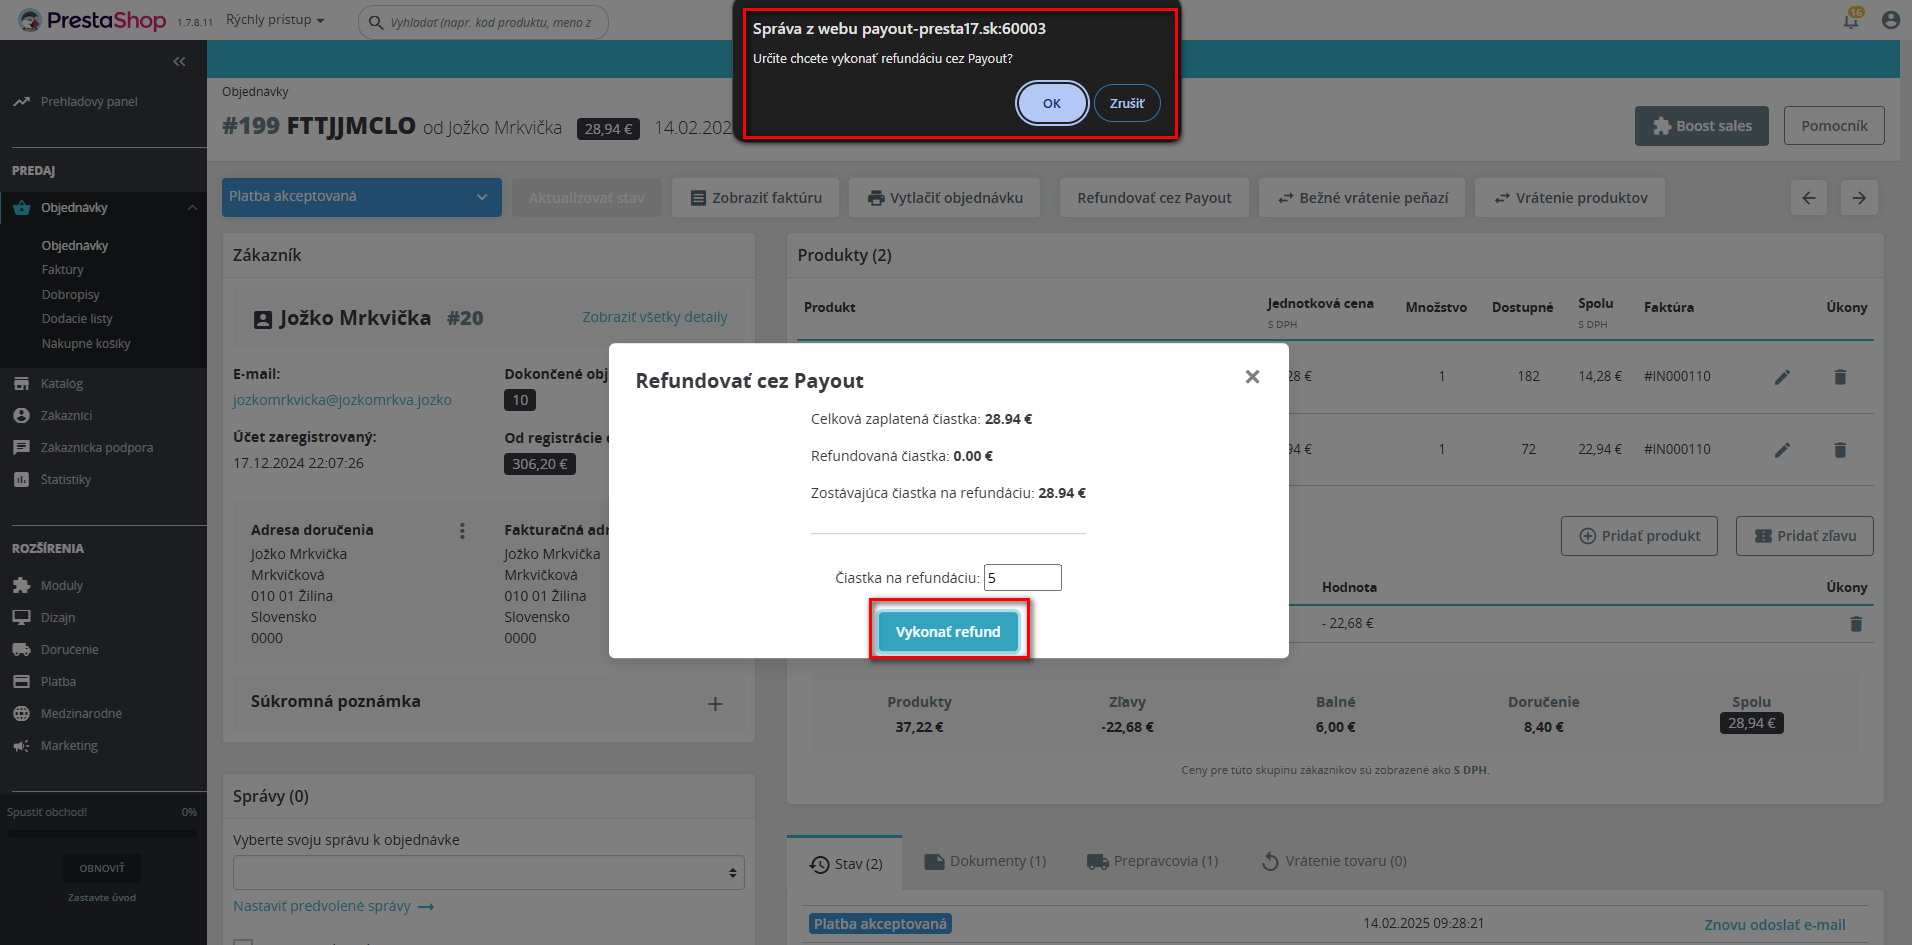 PrestaShop 1.7.8.11
Rýchly prístup
Vyhľadať (napr. kód produktu, meno z
16
Správa z webu payout-presta17.sk:60003
Určite chcete vykonať refundáciu cez Payout?
OK
Zrušiť
Prehľadový panel
PREDAJ
Objednávky
Objednávky
Faktúry
Dobropisy
Dodacie listy
Nákupné košíky
Katalóg
Zákazníci
Zákaznícka podpora
Štatistiky
ROZŠÍRENIA
Moduly
Dizajn
Doručenie
Platba
Medzinárodné
Marketing
Spustiť obchod! 0%
OBNOVIŤ
Zastavte úvod
Objednávky
#199 FTTJJMCLO od Jožko Mrkvička 28,94 € 14.02.202
Boost sales
Pomocník
Platba akceptovaná
Aktualizovať stav
Zobraziť faktúru
Vytlačiť objednávku
Refundovať cez Payout
Bežné vrátenie peňazí
Vrátenie produktov
Zákazník
Jožko Mrkvička #20
Zobraziť všetky detaily
E-mail:
jozkomrkvicka@jozkomrkva.jozko
Dokončené obj
10
Účet zaregistrovaný:
17.12.2024 22:07:26
Od registrácie
306,20 €
Adresa doručenia
Jožko Mrkvička
Mrkvičková
010 01 Žilina
Slovensko
0000
Fakturačná adr
Jožko Mrkvička
Mrkvičková
010 01 Žilina
Slovensko
0000
Súkromná poznámka
Správy (0)
Vyberte svoju správu k objednávke
Nastaviť predvolené správy
Refundovať cez Payout
Celková zaplatená čiastka: 28.94 €
Refundovaná čiastka: 0.00 €
Zostávajúca čiastka na refundáciu: 28.94 €
Čiastka na refundáciu: 5
Vykonať refund
Produkty (2)
Produkt
Jednotková cena
S DPH
Množstvo
Dostupné
Spolu
S DPH
Faktúra
Úkony
28 € 1 182 14,28 € #IN000110
94 € 1 72 22,94 € #IN000110
Pridať produkt
Pridať zľavu
Hodnota
Úkony
- 22,68 €
Produkty
37,22 €
Zľavy
-22,68 €
Balné
6,00 €
Doručenie
8,40 €
Spolu
28,94 €
Ceny pre túto skupinu zákazníkov sú zobrazené ako S DPH.
Stav (2)
Dokumenty (1)
Prepravcovia (1)
Vrátenie tovaru (0)
Platba akceptovaná
14.02.2025 09:28:21
Znovu odoslať e-mail